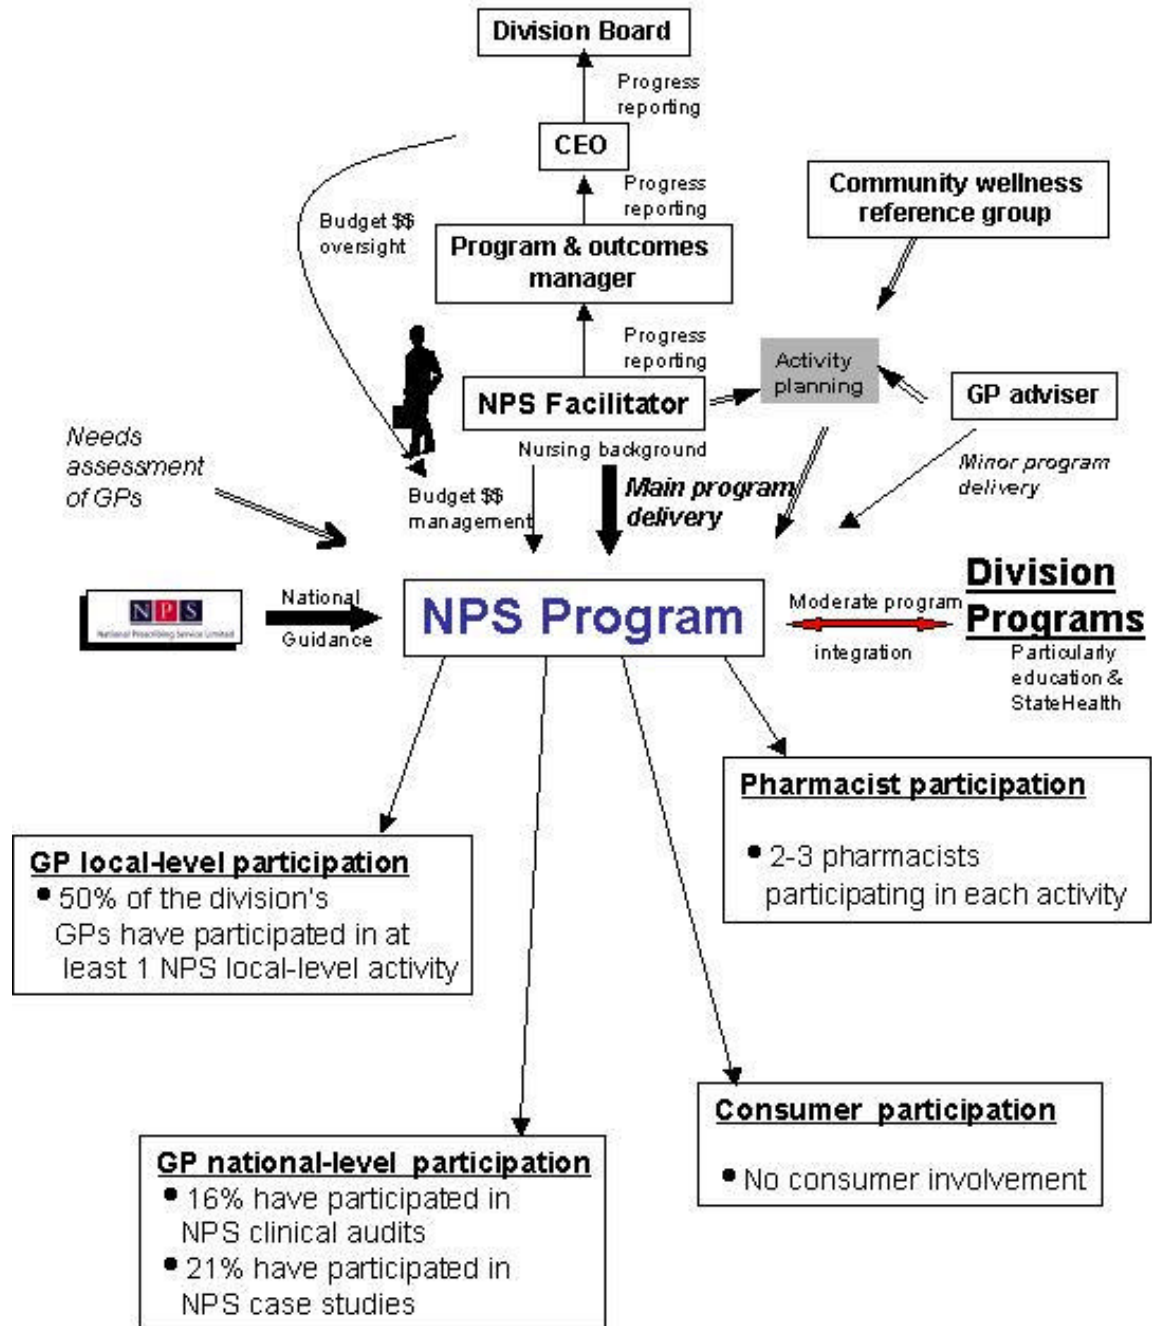 Division Board
Progress
reporting
CEO
Progress
reporting
Community wellness
reference group
Budget $$
oversight
Program & outcomes
manager
Progress
reporting
Activity
planning
NPS Facilitator
GP adviser
Nursing background
Needs
assessment
of GPs
Budget $$
management
Main program
delivery
Minor program
delivery
NPS
National Prescribing Service Limited
National
Guidance
NPS Program
Moderate program
integration
Division
Programs
Particularly
education &
StateHealth
Pharmacist participation
• 2-3 pharmacists
participating in each activity
GP local-level participation
• 50% of the division's
GPs have participated in at
least 1 NPS local-level activity
Consumer participation
• No consumer involvement
GP national-level participation
• 16% have participated in
NPS clinical audits
• 21% have participated in
NPS case studies